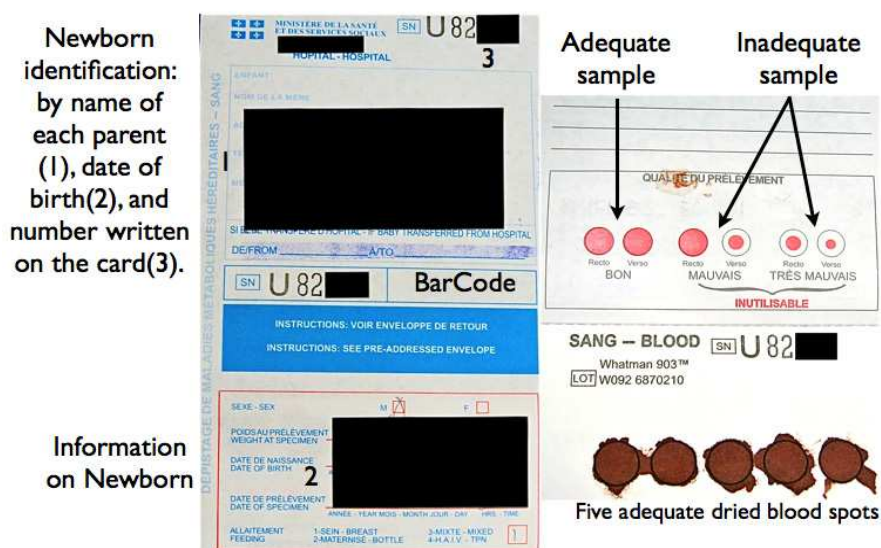 Newborn
identification:
by name of
each parent
(1), date of
birth(2), and
number written
on the card(3).
Information
on Newborn
DÉPISTAGE DE MALADIES MÉTABOLIQUES HÉRÉDITAIRES – SANG
MINISTÈRE DE LA SANTÉ
ET DES SERVICES SOCIAUX
SN U 82
HÔPITAL - HOSPITAL
3
ENFANT
NOM DE LA MÈRE
1
SI BÉBÉ TRANSFÉRÉ D'HÔPITAL - IF BABY TRANSFERRED FROM HOSPITAL
DE/FROM A/TO
SN U 82 BarCode
INSTRUCTIONS: VOIR ENVELOPPE DE RETOUR
INSTRUCTIONS: SEE PRE-ADDRESSED ENVELOPE
SEXE - SEX M X F
POIDS AU PRÉLÈVEMENT
WEIGHT AT SPECIMEN
DATE DE NAISSANCE
DATE OF BIRTH 2
DATE DE PRÉLÈVEMENT
DATE OF SPECIMEN
ANNÉE - YEAR MOIS - MONTH JOUR - DAY HRS - TIME
ALLAITEMENT 1-SEIN - BREAST 3-MIXTE - MIXED
FEEDING 2-MATERNISÉ - BOTTLE 4-H.A.I.V. - TPN 1
Adequate
sample
Inadequate
sample
QUALITÉ DU PRÉLÈVEMENT
Recto Verso Recto Verso Recto Verso
BON MAUVAIS TRÈS MAUVAIS
INUTILISABLE
SANG – BLOOD SN U 82
Whatman 903™
LOT W092 6870210
Five adequate dried blood spots